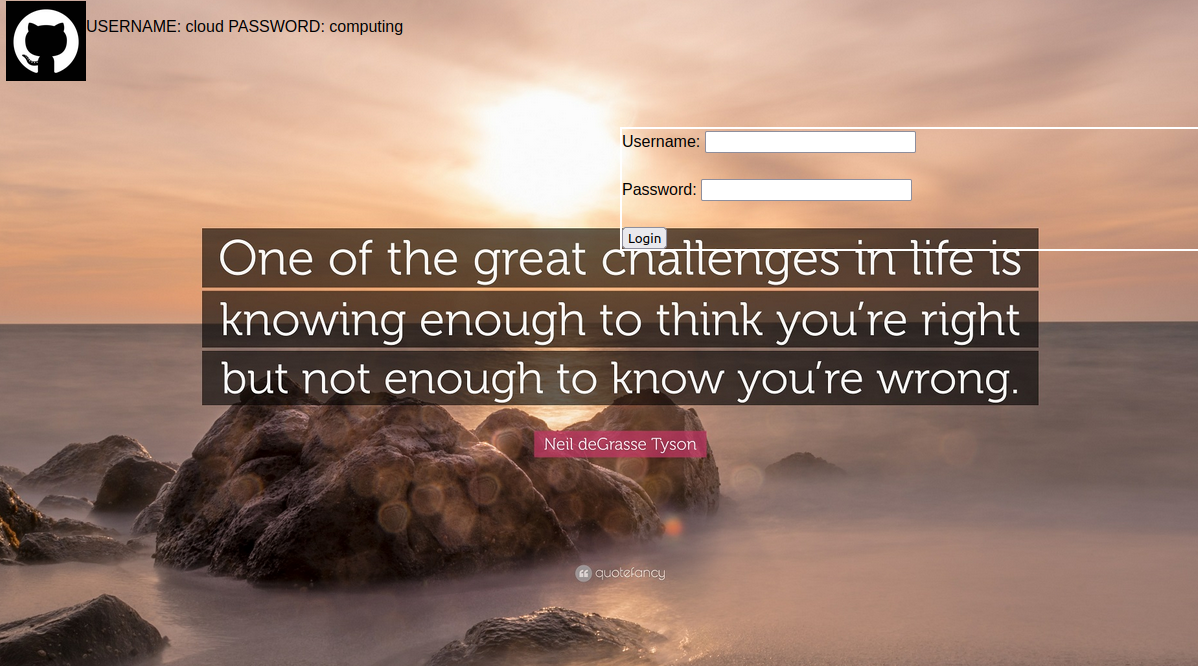 USERNAME: cloud PASSWORD: computing
Username:
Password:
Login
One of the great challenges in life is
knowing enough to think you’re right
but not enough to know you’re wrong.
Neil deGrasse Tyson
quotefancy